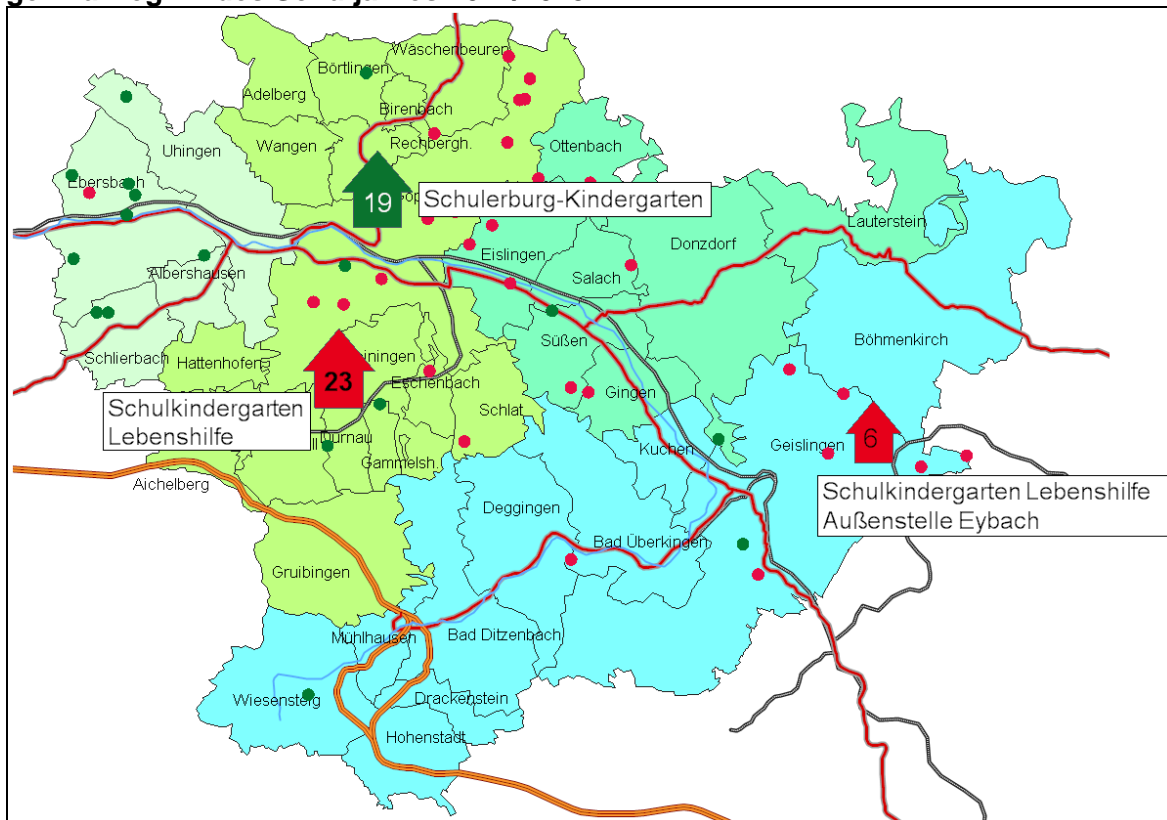 Wäschenbeuren
Börtlingen
Adelberg
Birenbach
Wangen
Rechbergh.
Ottenbach
Uhingen
Ebersbach
19
Schulerburg-Kindergarten
Lauterstein
Donzdorf
Eislingen
Salach
Albershausen
Süßen
Böhmenkirch
Schlierbach
Hattenhofen
Eschenbach
Gingen
Schlat
23
Schulkindergarten
Lebenshilfe
Kuchen
Geislingen
6
Gammelsh.
Aichelberg
Schulkindergarten Lebenshilfe
Außenstelle Eybach
Deggingen
Bad Überkingen
Gruibingen
Mühlhausen
Bad Ditzenbach
Wiesensteig
Drackenstein
Hohenstadt